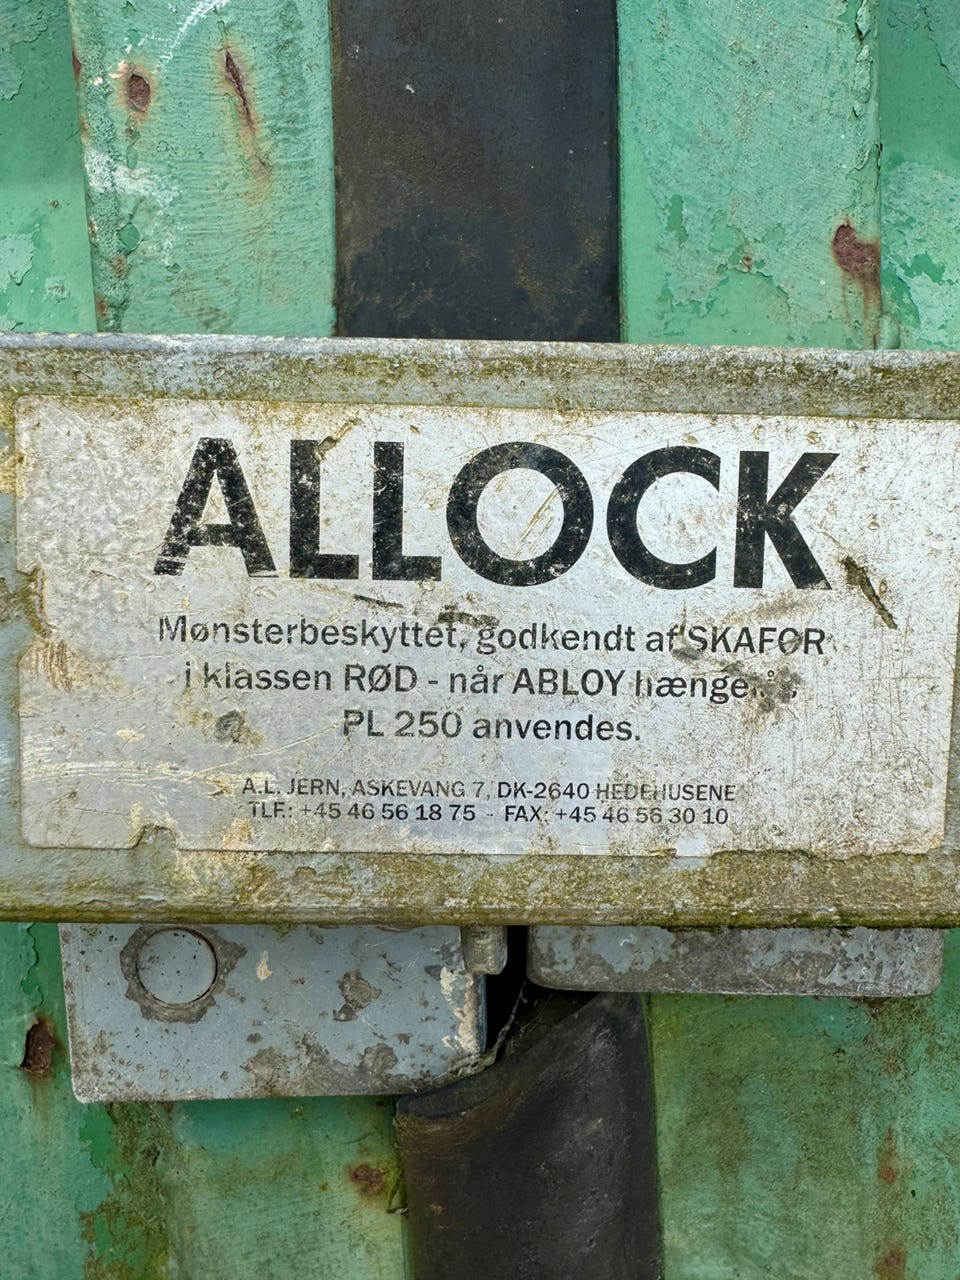 ALLOCK
Mønsterbeskyttet, godkendt af SKAFOR
i klassen RØD - når ABLOY
PL 250 anvendes.
A.L. JERN, ASKEVANG 7, DK-2640 HEDEHUSENE
TLF.: +45 46 56 18 75 - FAX: +45 46 56 30 10